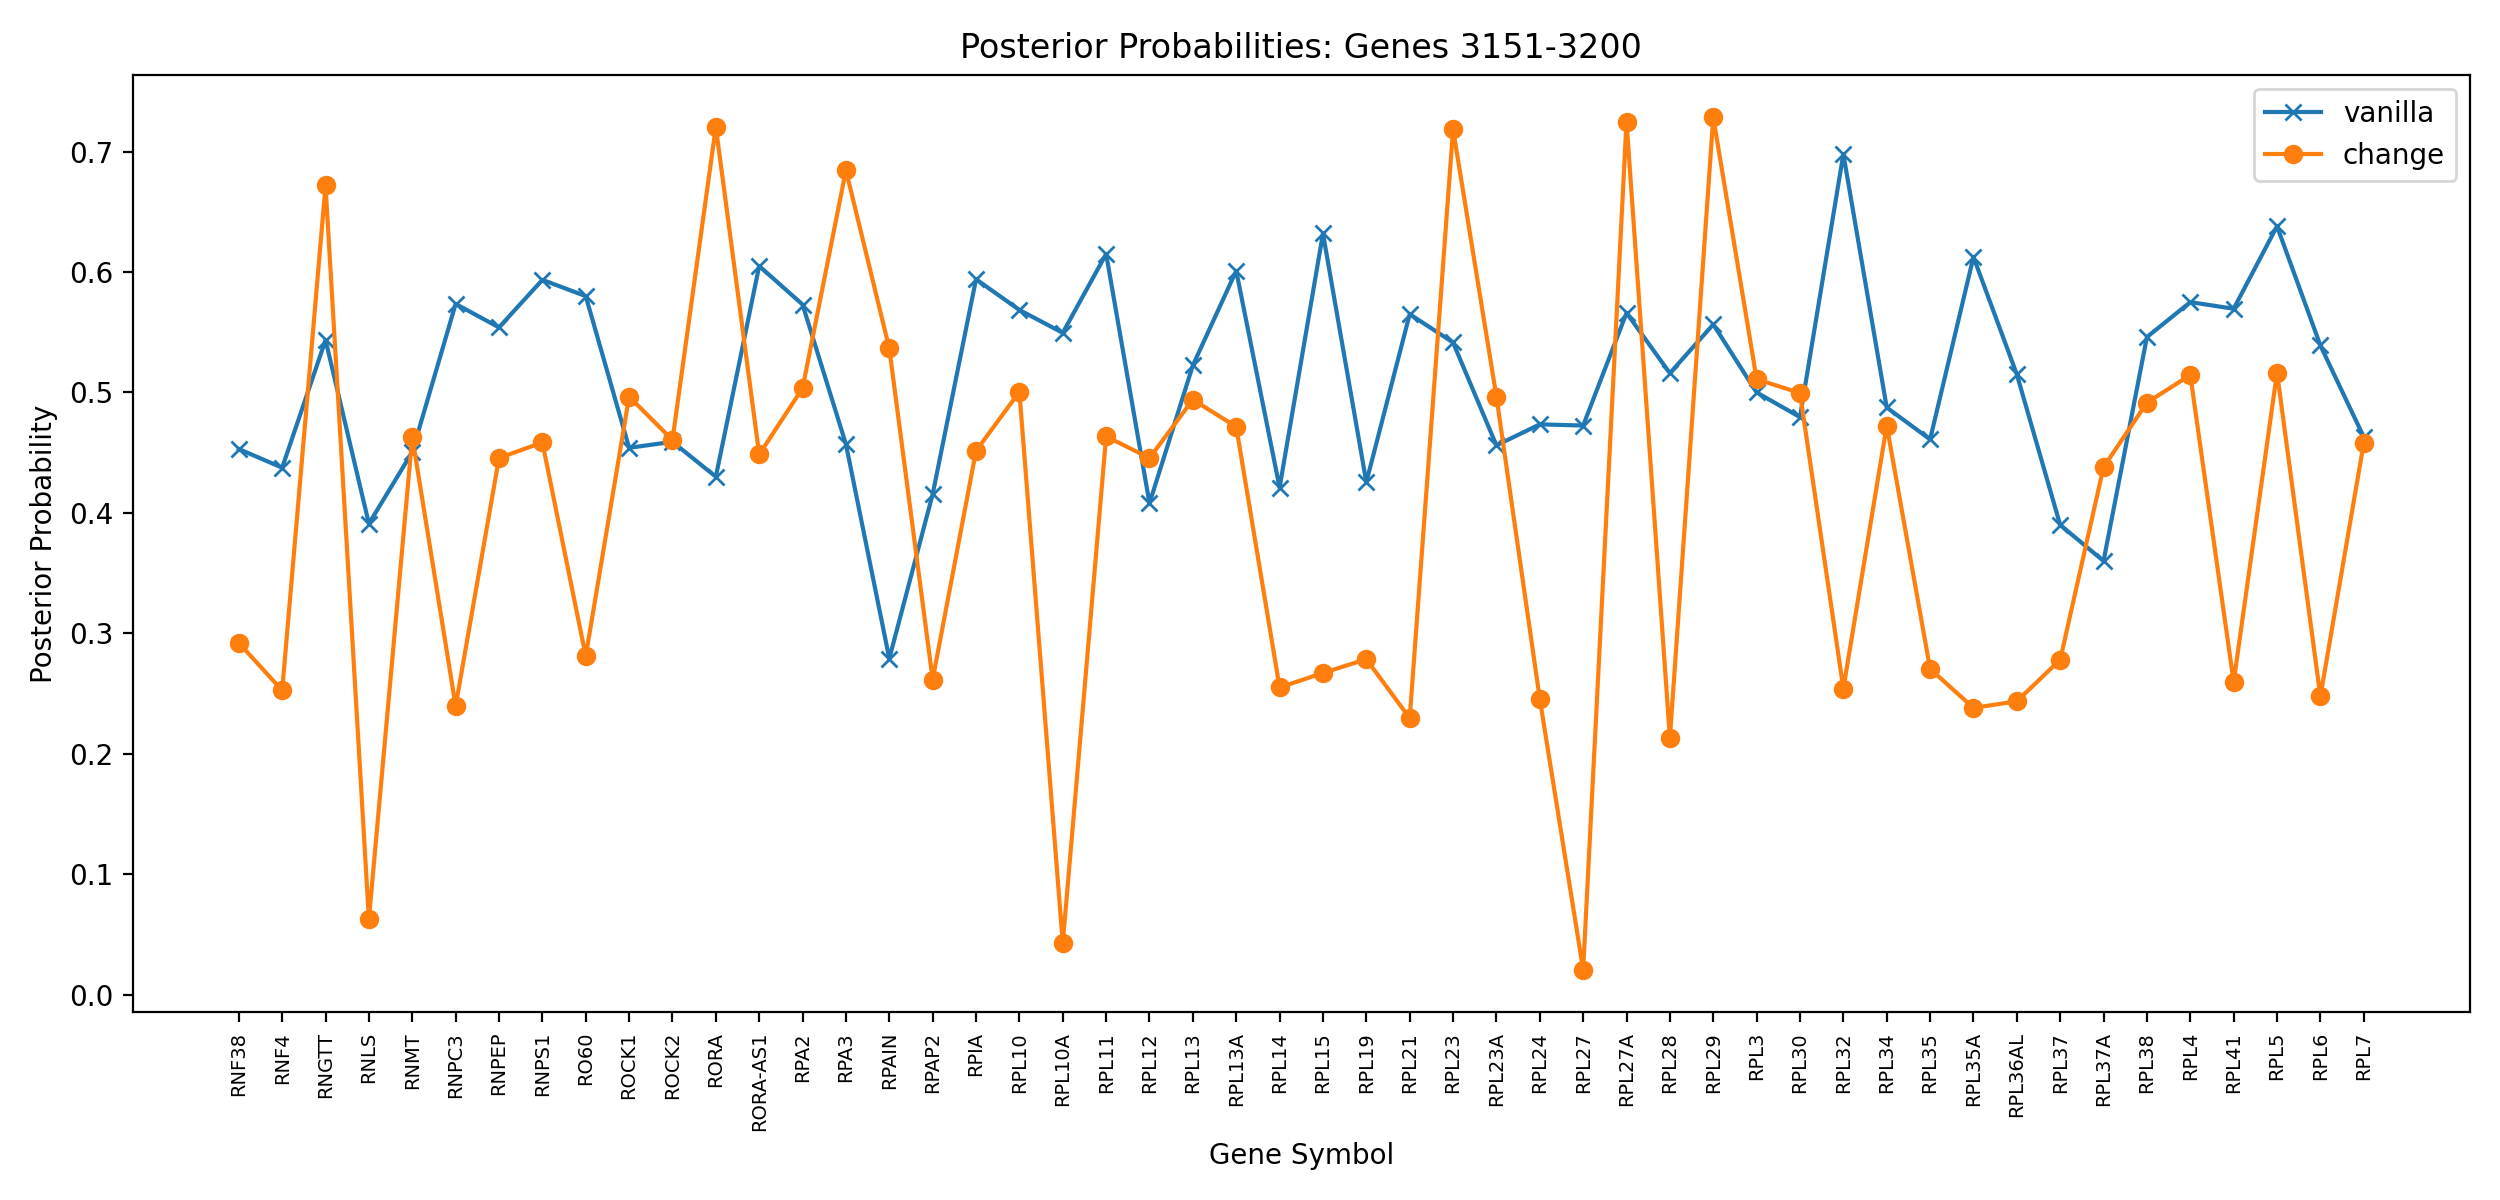 Posterior Probabilities: Genes 3151-3200
vanilla
change
Posterior Probability
0.7
0.6
0.5
0.4
0.3
0.2
0.1
0.0
RNF38
RNF4
RNGTT
RNLS
RNMT
RNPC3
RNPEP
RNPS1
RO60
ROCK1
ROCK2
RORA
RORA-AS1
RPA2
RPA3
RPAIN
RPAP2
RPIA
RPL10
RPL10A
RPL11
RPL12
RPL13
RPL13A
RPL14
RPL15
RPL19
RPL21
RPL23
RPL23A
RPL24
RPL27
RPL27A
RPL28
RPL29
RPL3
RPL30
RPL32
RPL34
RPL35
RPL35A
RPL36AL
RPL37
RPL37A
RPL38
RPL4
RPL41
RPL5
RPL6
RPL7
Gene Symbol